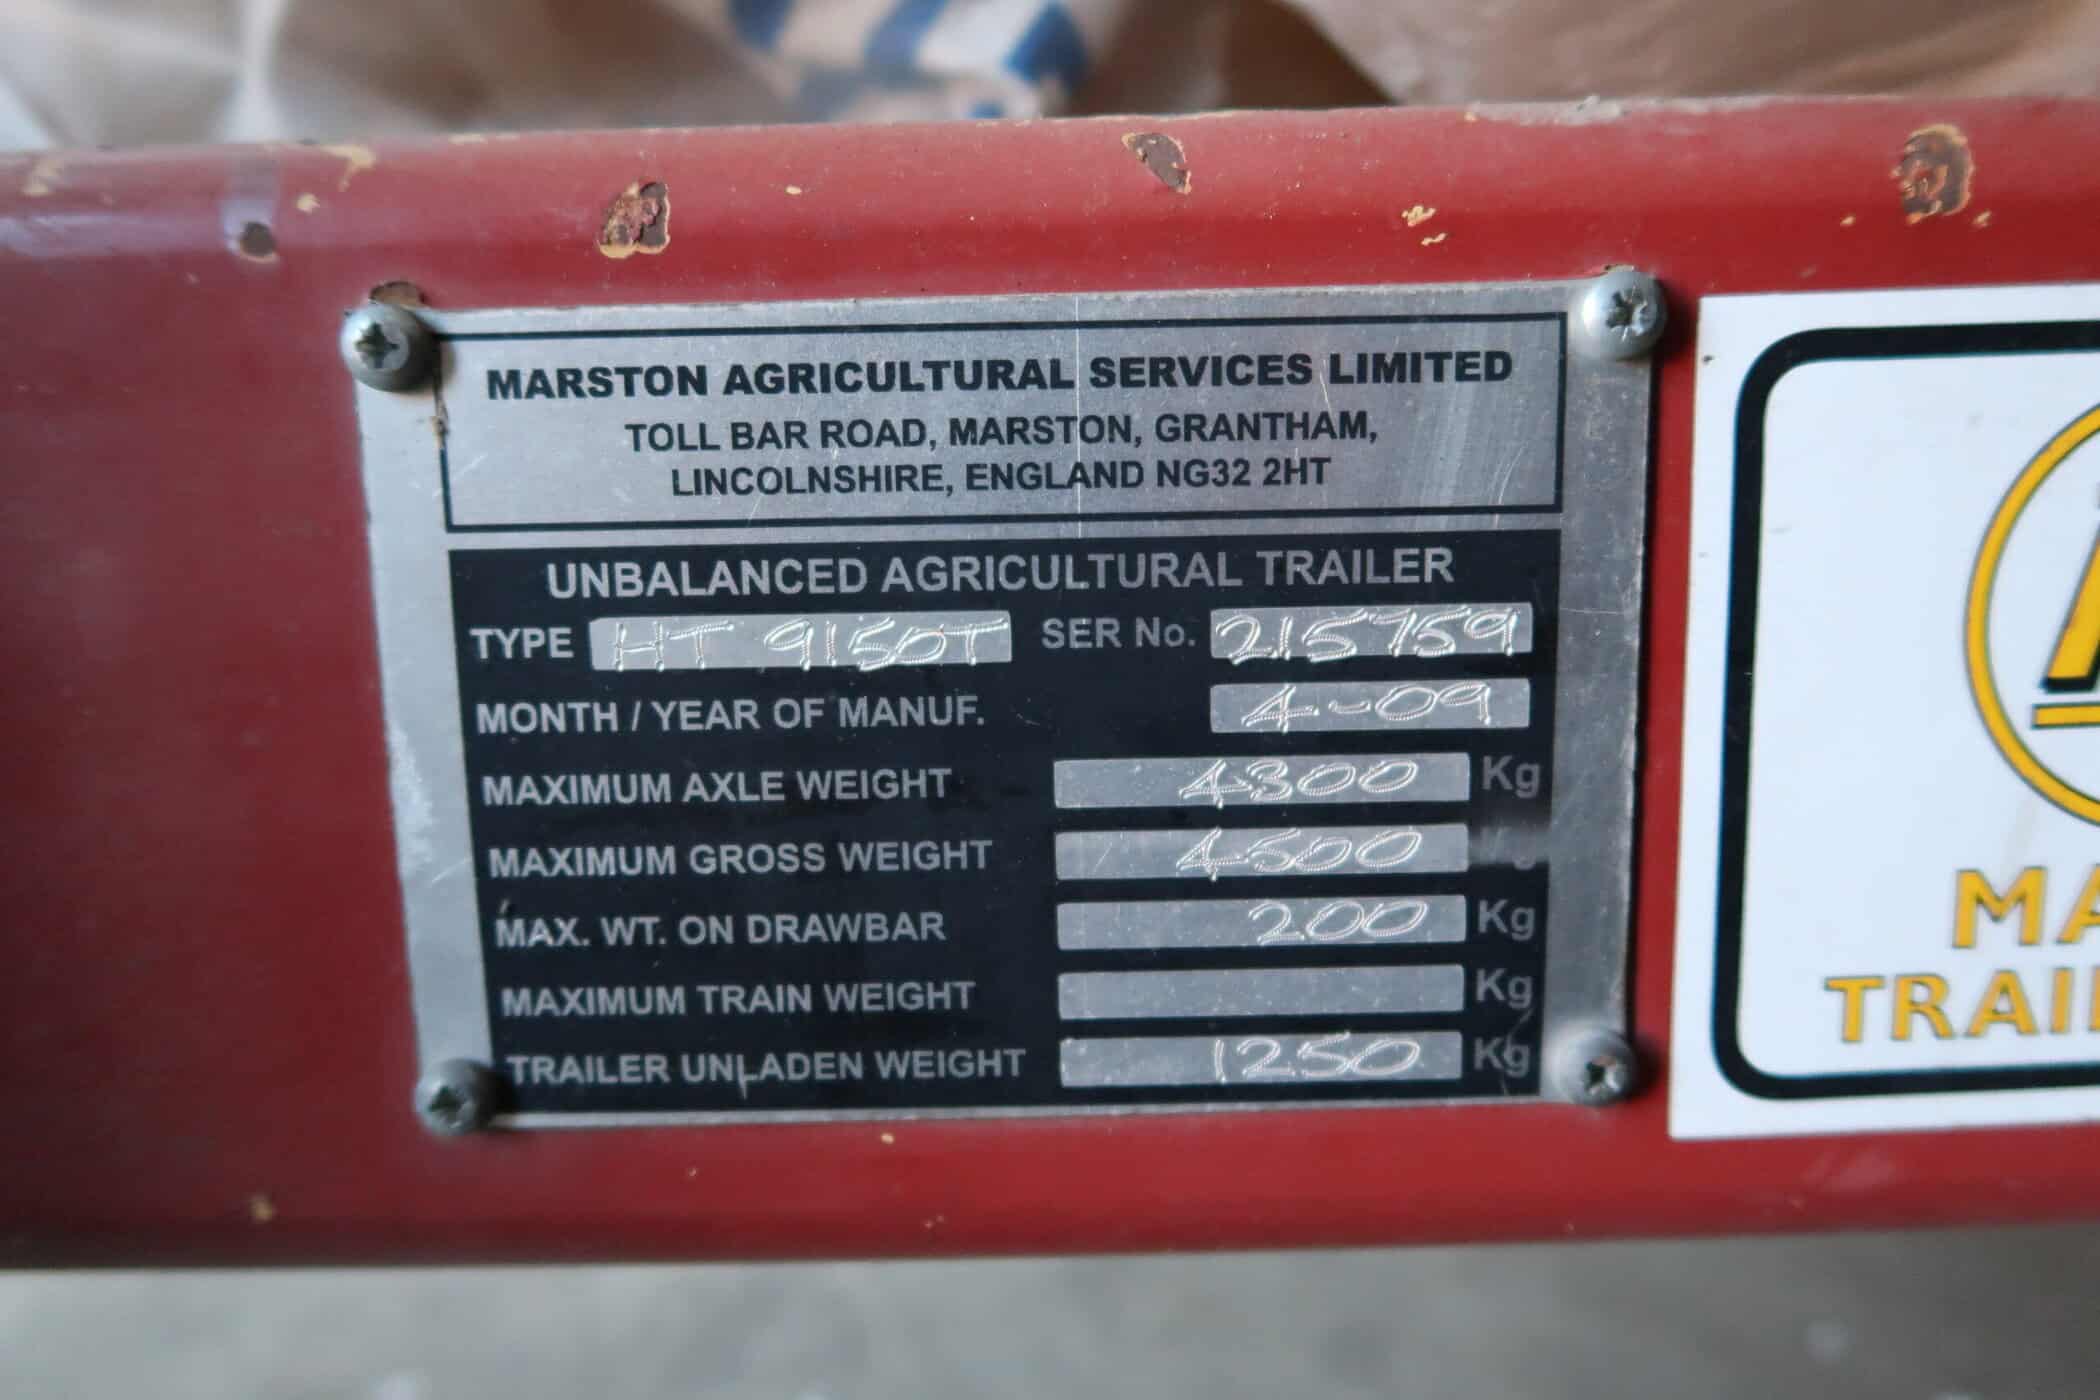 MARSTON AGRICULTURAL SERVICES LIMITED
TOLL BAR ROAD, MARSTON, GRANTHAM,
LINCOLNSHIRE, ENGLAND NG32 2HT
UNBALANCED AGRICULTURAL TRAILER
TYPE HT 9150T SER No. 215759
MONTH / YEAR OF MANUF. 4-09
MAXIMUM AXLE WEIGHT 4300 Kg
MAXIMUM GROSS WEIGHT 4500
MAX. WT. ON DRAWBAR 200 Kg
MAXIMUM TRAIN WEIGHT Kg
TRAILER UNLADEN WEIGHT 1250 Kg